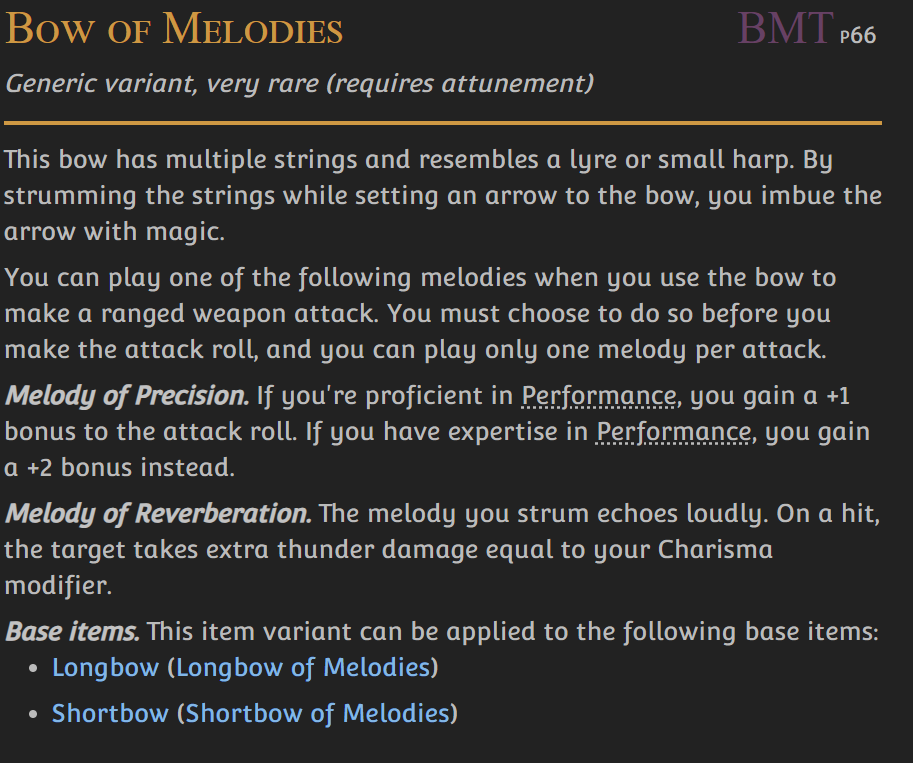 Bow of Melodies BMT P66
Generic variant, very rare (requires attunement)
This bow has multiple strings and resembles a lyre or small harp. By
strumming the strings while setting an arrow to the bow, you imbue the
arrow with magic.
You can play one of the following melodies when you use the bow to
make a ranged weapon attack. You must choose to do so before you
make the attack roll, and you can play only one melody per attack.
Melody of Precision. If you're proficient in Performance, you gain a +1
bonus to the attack roll. If you have expertise in Performance, you gain
a +2 bonus instead.
Melody of Reverberation. The melody you strum echoes loudly. On a hit,
the target takes extra thunder damage equal to your Charisma
modifier.
Base items. This item variant can be applied to the following base items:
• Longbow (Longbow of Melodies)
• Shortbow (Shortbow of Melodies)